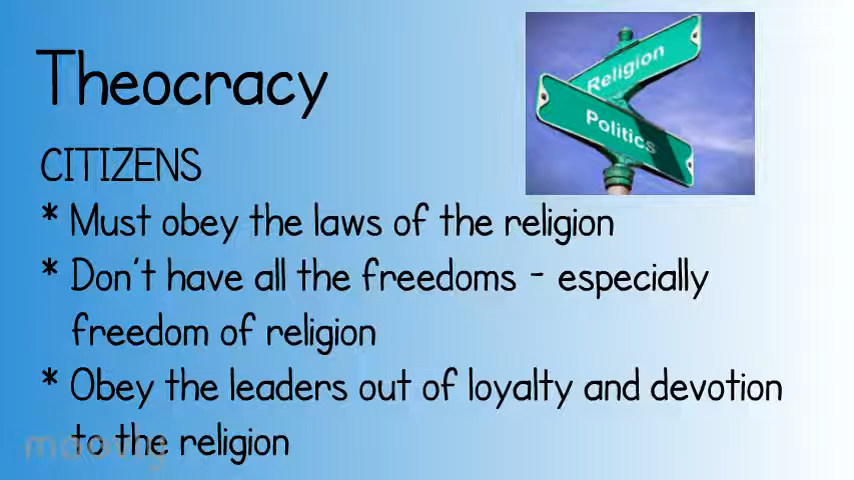 Theocracy
Religion
Politics
CITIZENS
* Must obey the laws of the religion
* Don't have all the freedoms - especially
freedom of religion
* Obey the leaders out of loyalty and devotion
to the religion